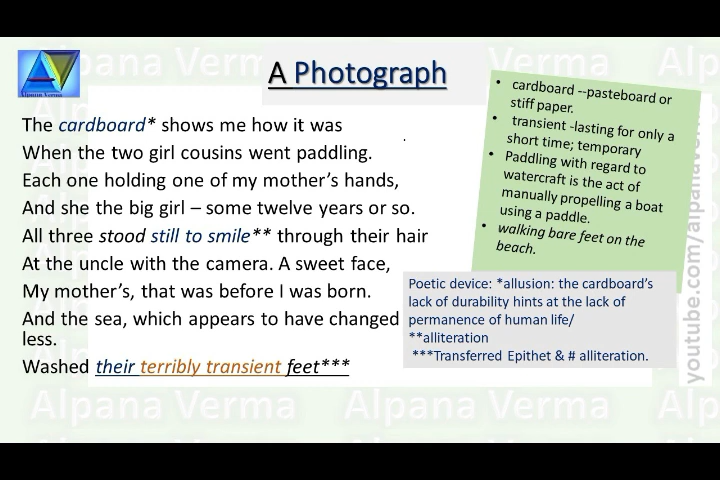 Alpana Verma
A Photograph
The cardboard* shows me how it was
When the two girl cousins went paddling.
Each one holding one of my mother's hands,
And she the big girl – some twelve years or so.
All three stood still to smile** through their hair
At the uncle with the camera. A sweet face,
My mother's, that was before I was born.
And the sea, which appears to have changed
less.
Washed their terribly transient feet***
• cardboard --pasteboard or
stiff paper.
• transient -lasting for only a
short time; temporary
• Paddling with regard to
watercraft is the act of
manually propelling a boat
using a paddle.
• walking bare feet on the
beach.
Poetic device: *allusion: the cardboard's
lack of durability hints at the lack of
permanence of human life/
**alliteration
***Transferred Epithet & # alliteration.
youtube.com/alpanaver
Alpana Verma
Alpana Verma